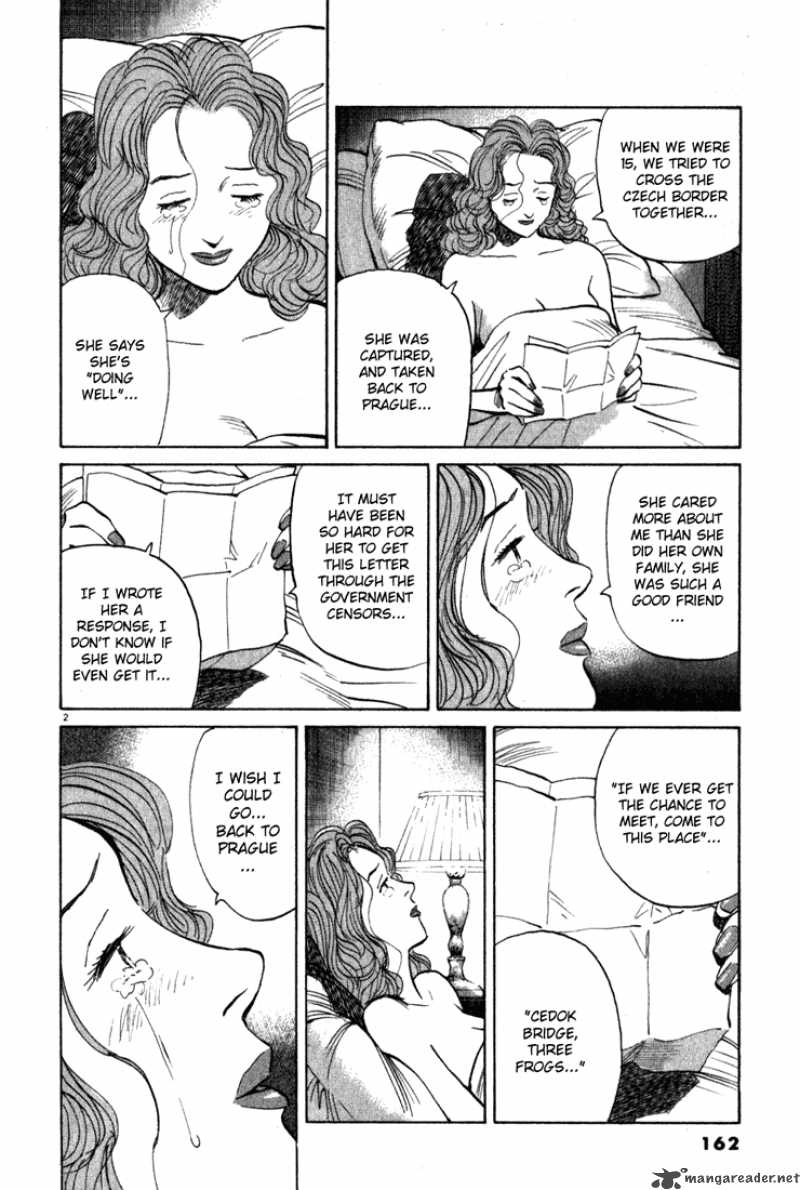 WHEN WE WERE
15, WE TRIED TO
CROSS THE
CZECH BORDER
TOGETHER...
SHE WAS
CAPTURED,
AND TAKEN
BACK TO
PRAGUE...
SHE SAYS
SHE'S
"DOING
WELL"...
SHE CARED
MORE ABOUT
ME THAN SHE
DID HER OWN
FAMILY, SHE
WAS SUCH A
GOOD FRIEND
...
IT MUST
HAVE BEEN
SO HARD FOR
HER TO GET
THIS LETTER
THROUGH THE
GOVERNMENT
CENSORS...
IF I WROTE
HER A
RESPONSE, I
DON'T KNOW IF
SHE WOULD
EVEN GET IT...
2
"IF WE EVER GET
THE CHANCE TO
MEET, COME TO
THIS PLACE"...
"CEDOK
BRIDGE,
THREE
FROGS..."
I WISH I
COULD
GO...
BACK TO
PRAGUE
...
162
mangareader.net